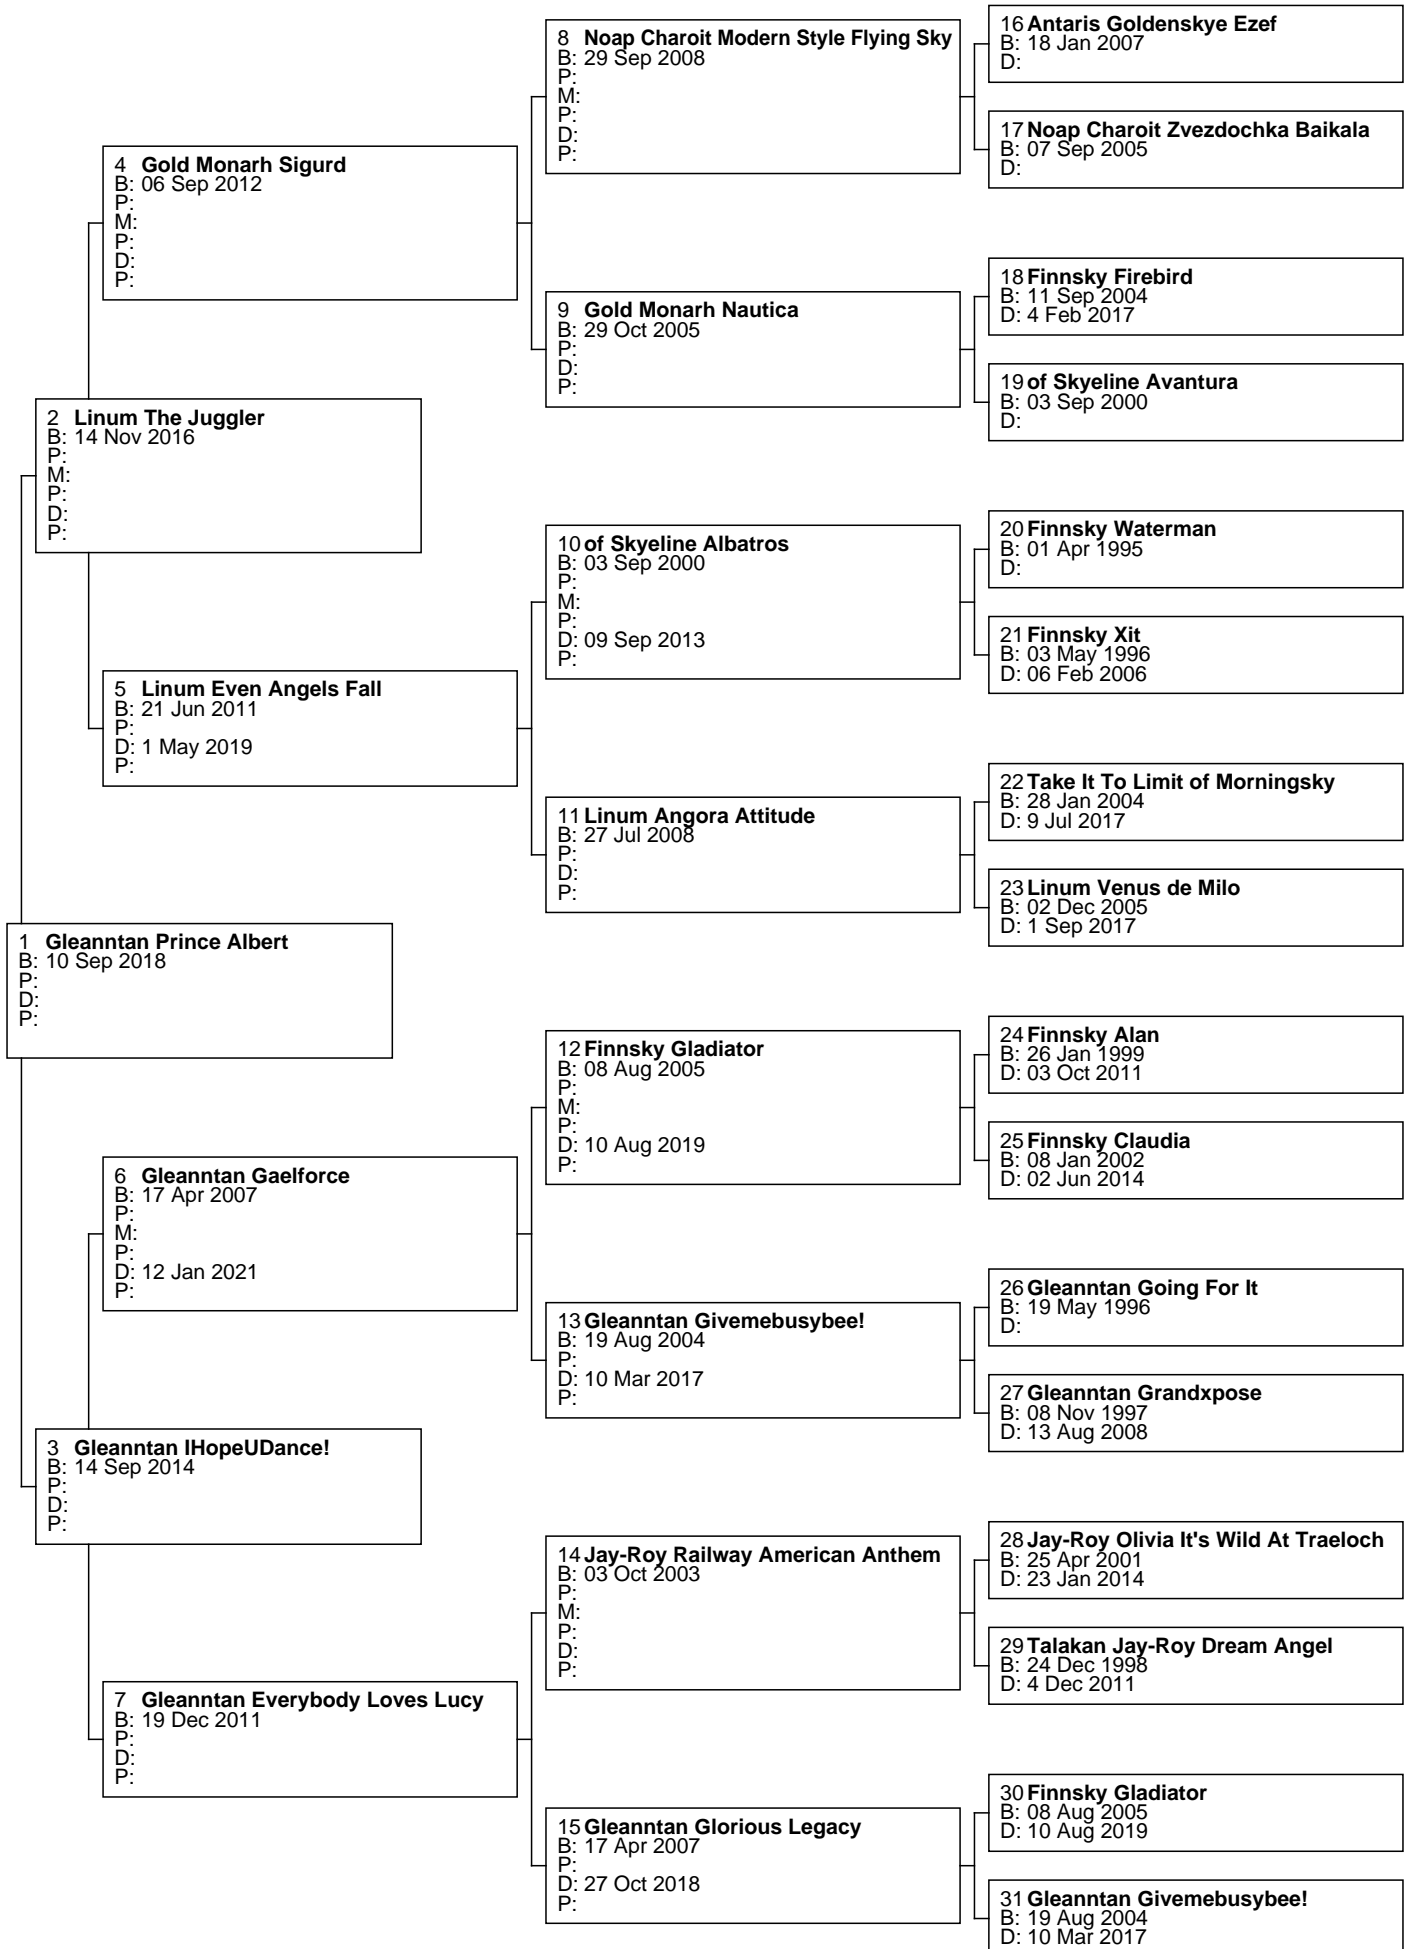 8 Noap Charoit Modern Style Flying Sky
B: 29 Sep 2008
P:
M:
P:
D:
P:
16 Antaris Goldenskye Ezef
B: 18 Jan 2007
D:
17 Noap Charoit Zvezdochka Baikala
B: 07 Sep 2005
D:
4 Gold Monarh Sigurd
B: 06 Sep 2012
P:
M:
P:
D:
P:
9 Gold Monarh Nautica
B: 29 Oct 2005
P:
D:
P:
18 Finnsky Firebird
B: 11 Sep 2004
D: 4 Feb 2017
19 of Skyeline Avantura
B: 03 Sep 2000
D:
2 Linum The Juggler
B: 14 Nov 2016
P:
M:
P:
D:
P:
10 of Skyeline Albatros
B: 03 Sep 2000
P:
M:
P:
D: 09 Sep 2013
P:
20 Finnsky Waterman
B: 01 Apr 1995
D:
21 Finnsky Xit
B: 03 May 1996
D: 06 Feb 2006
5 Linum Even Angels Fall
B: 21 Jun 2011
P:
D: 1 May 2019
P:
11 Linum Angora Attitude
B: 27 Jul 2008
P:
D:
P:
22 Take It To Limit of Morningsky
B: 28 Jan 2004
D: 9 Jul 2017
23 Linum Venus de Milo
B: 02 Dec 2005
D: 1 Sep 2017
1 Gleanntan Prince Albert
B: 10 Sep 2018
P:
D:
P:
12 Finnsky Gladiator
B: 08 Aug 2005
P:
M:
P:
D: 10 Aug 2019
P:
24 Finnsky Alan
B: 26 Jan 1999
D: 03 Oct 2011
25 Finnsky Claudia
B: 08 Jan 2002
D: 02 Jun 2014
6 Gleanntan Gaelforce
B: 17 Apr 2007
P:
M:
P:
D: 12 Jan 2021
P:
13 Gleanntan Givemebusybee!
B: 19 Aug 2004
P:
D: 10 Mar 2017
P:
26 Gleanntan Going For It
B: 19 May 1996
D:
27 Gleanntan Grandxpose
B: 08 Nov 1997
D: 13 Aug 2008
3 Gleanntan IHopeUDance!
B: 14 Sep 2014
P:
D:
P:
14 Jay-Roy Railway American Anthem
B: 03 Oct 2003
P:
M:
P:
D:
P:
28 Jay-Roy Olivia It's Wild At Traeloch
B: 25 Apr 2001
D: 23 Jan 2014
29 Talakan Jay-Roy Dream Angel
B: 24 Dec 1998
D: 4 Dec 2011
7 Gleanntan Everybody Loves Lucy
B: 19 Dec 2011
P:
D:
P:
15 Gleanntan Glorious Legacy
B: 17 Apr 2007
P:
D: 27 Oct 2018
P:
30 Finnsky Gladiator
B: 08 Aug 2005
D: 10 Aug 2019
31 Gleanntan Givemebusybee!
B: 19 Aug 2004
D: 10 Mar 2017